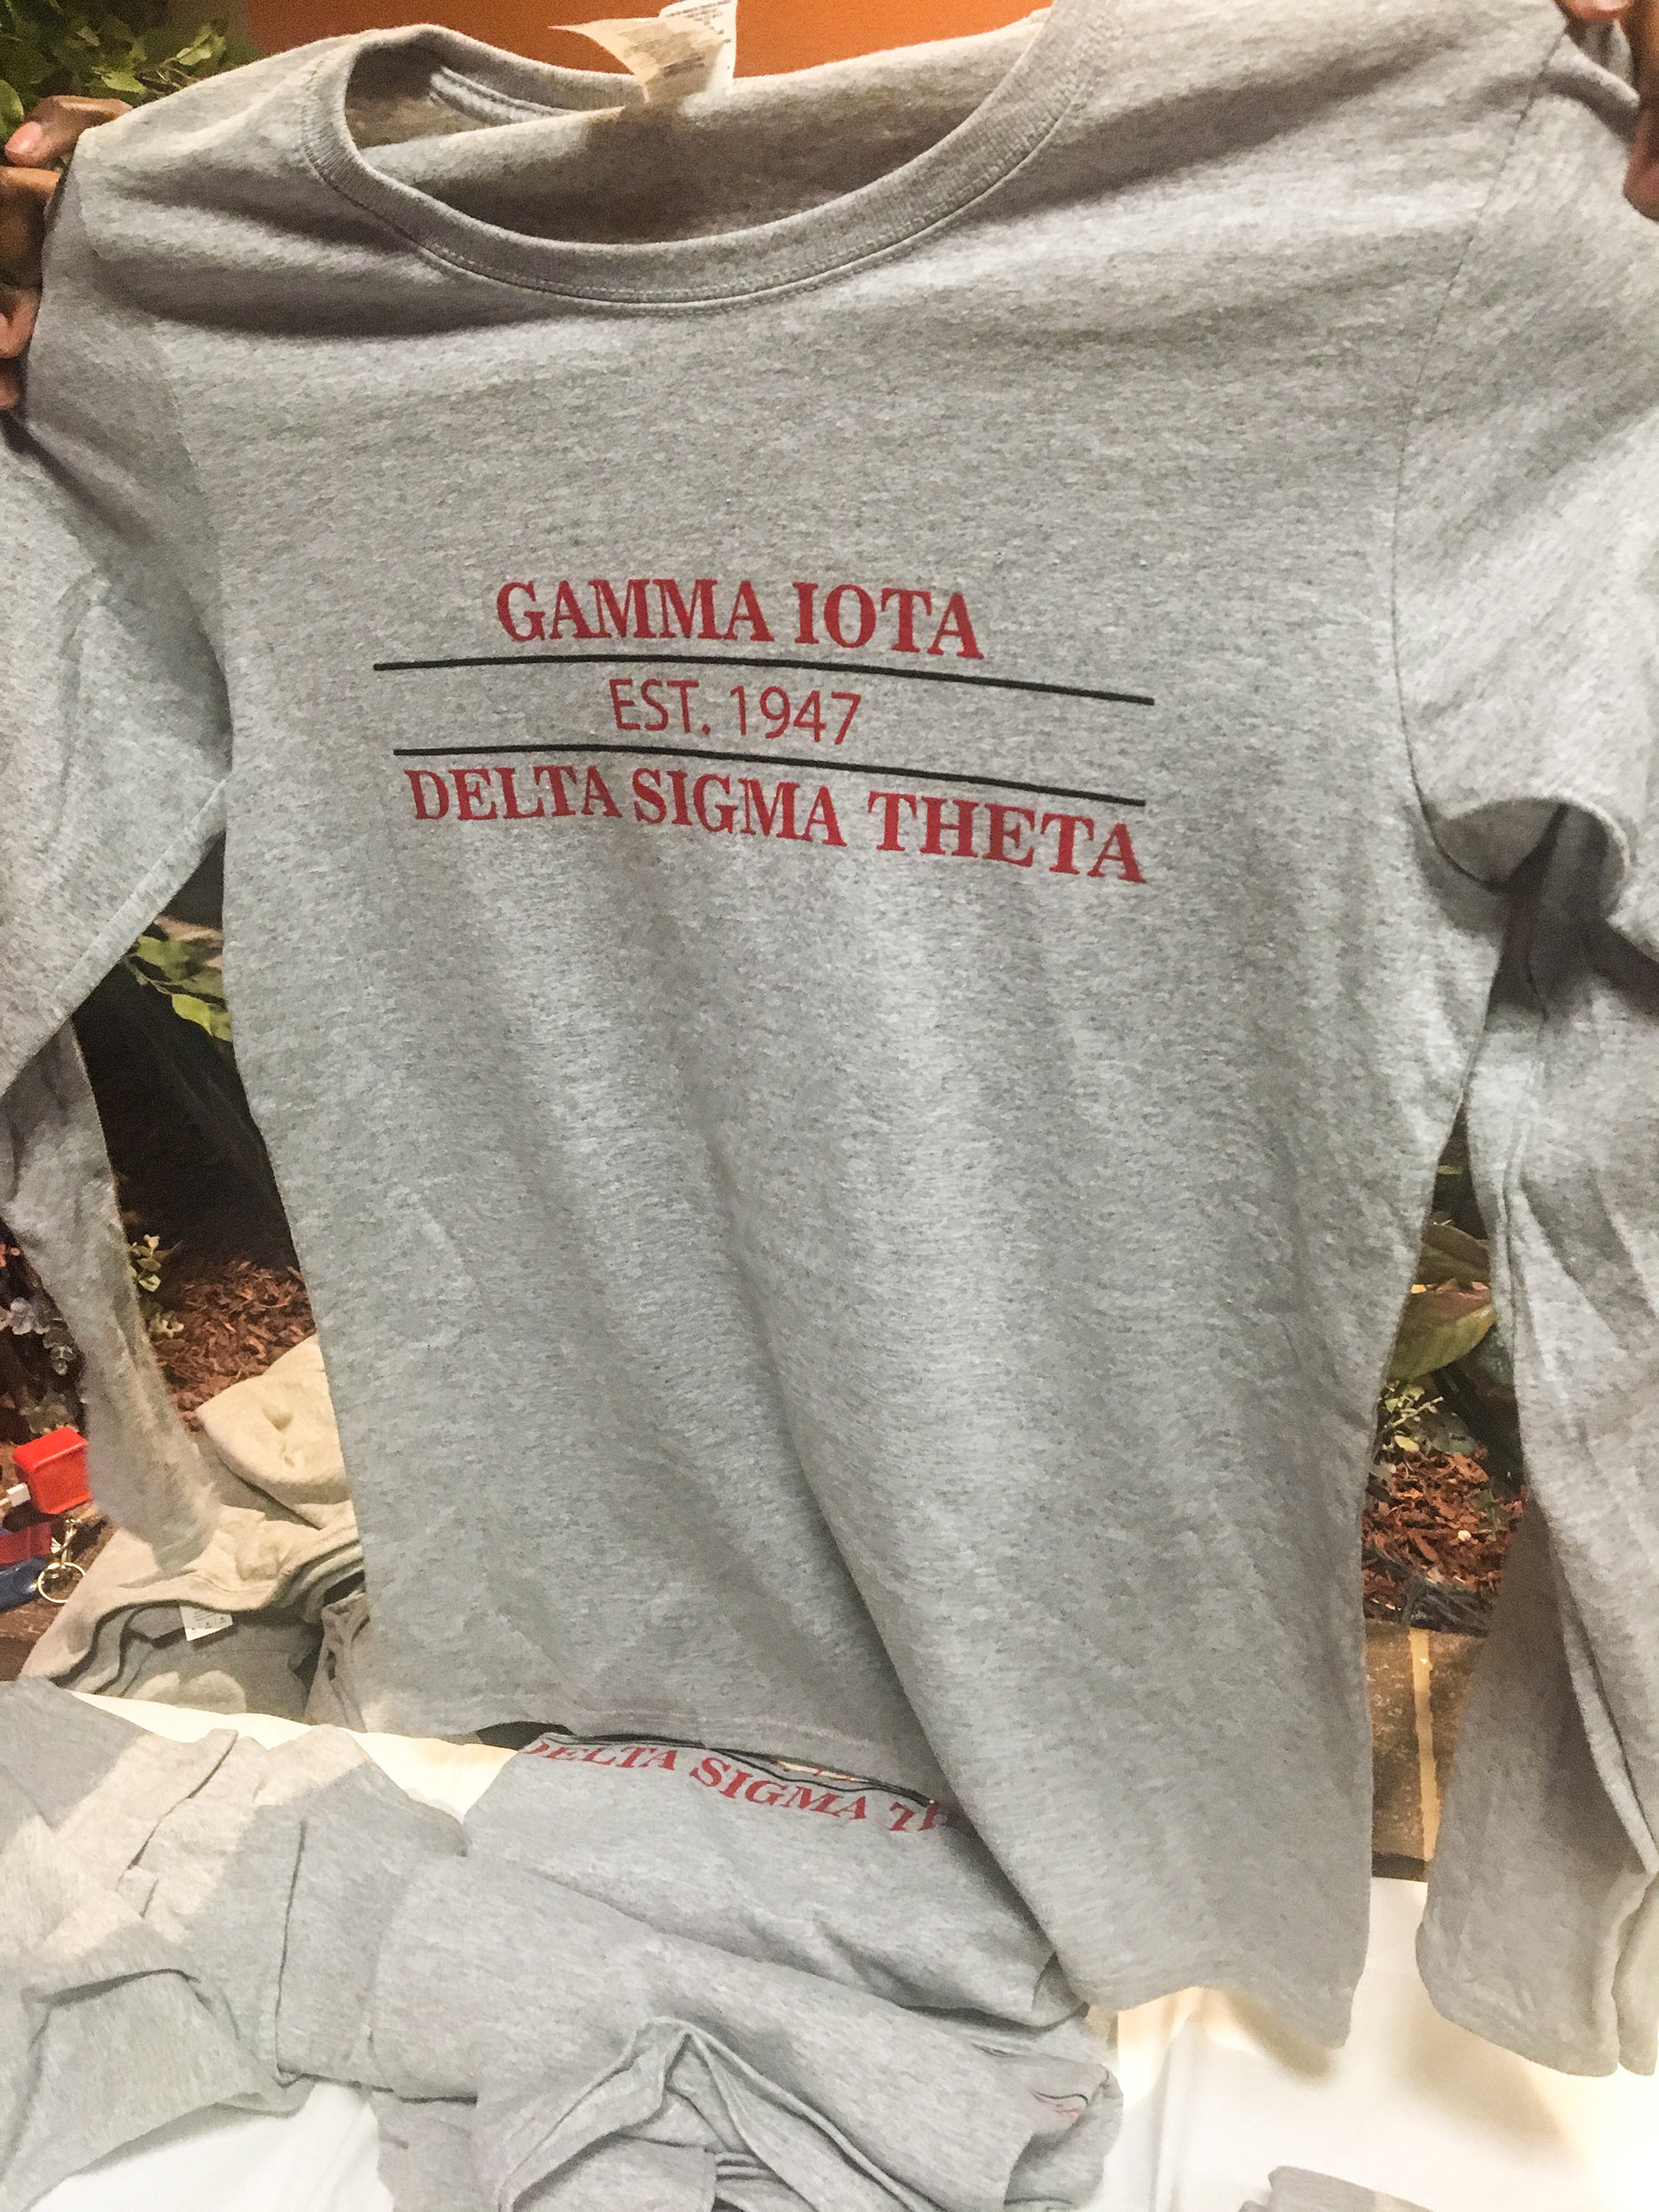 GAMMA IOTA
EST. 1947
DELTA SIGMA THETA
DELTA SIGMA